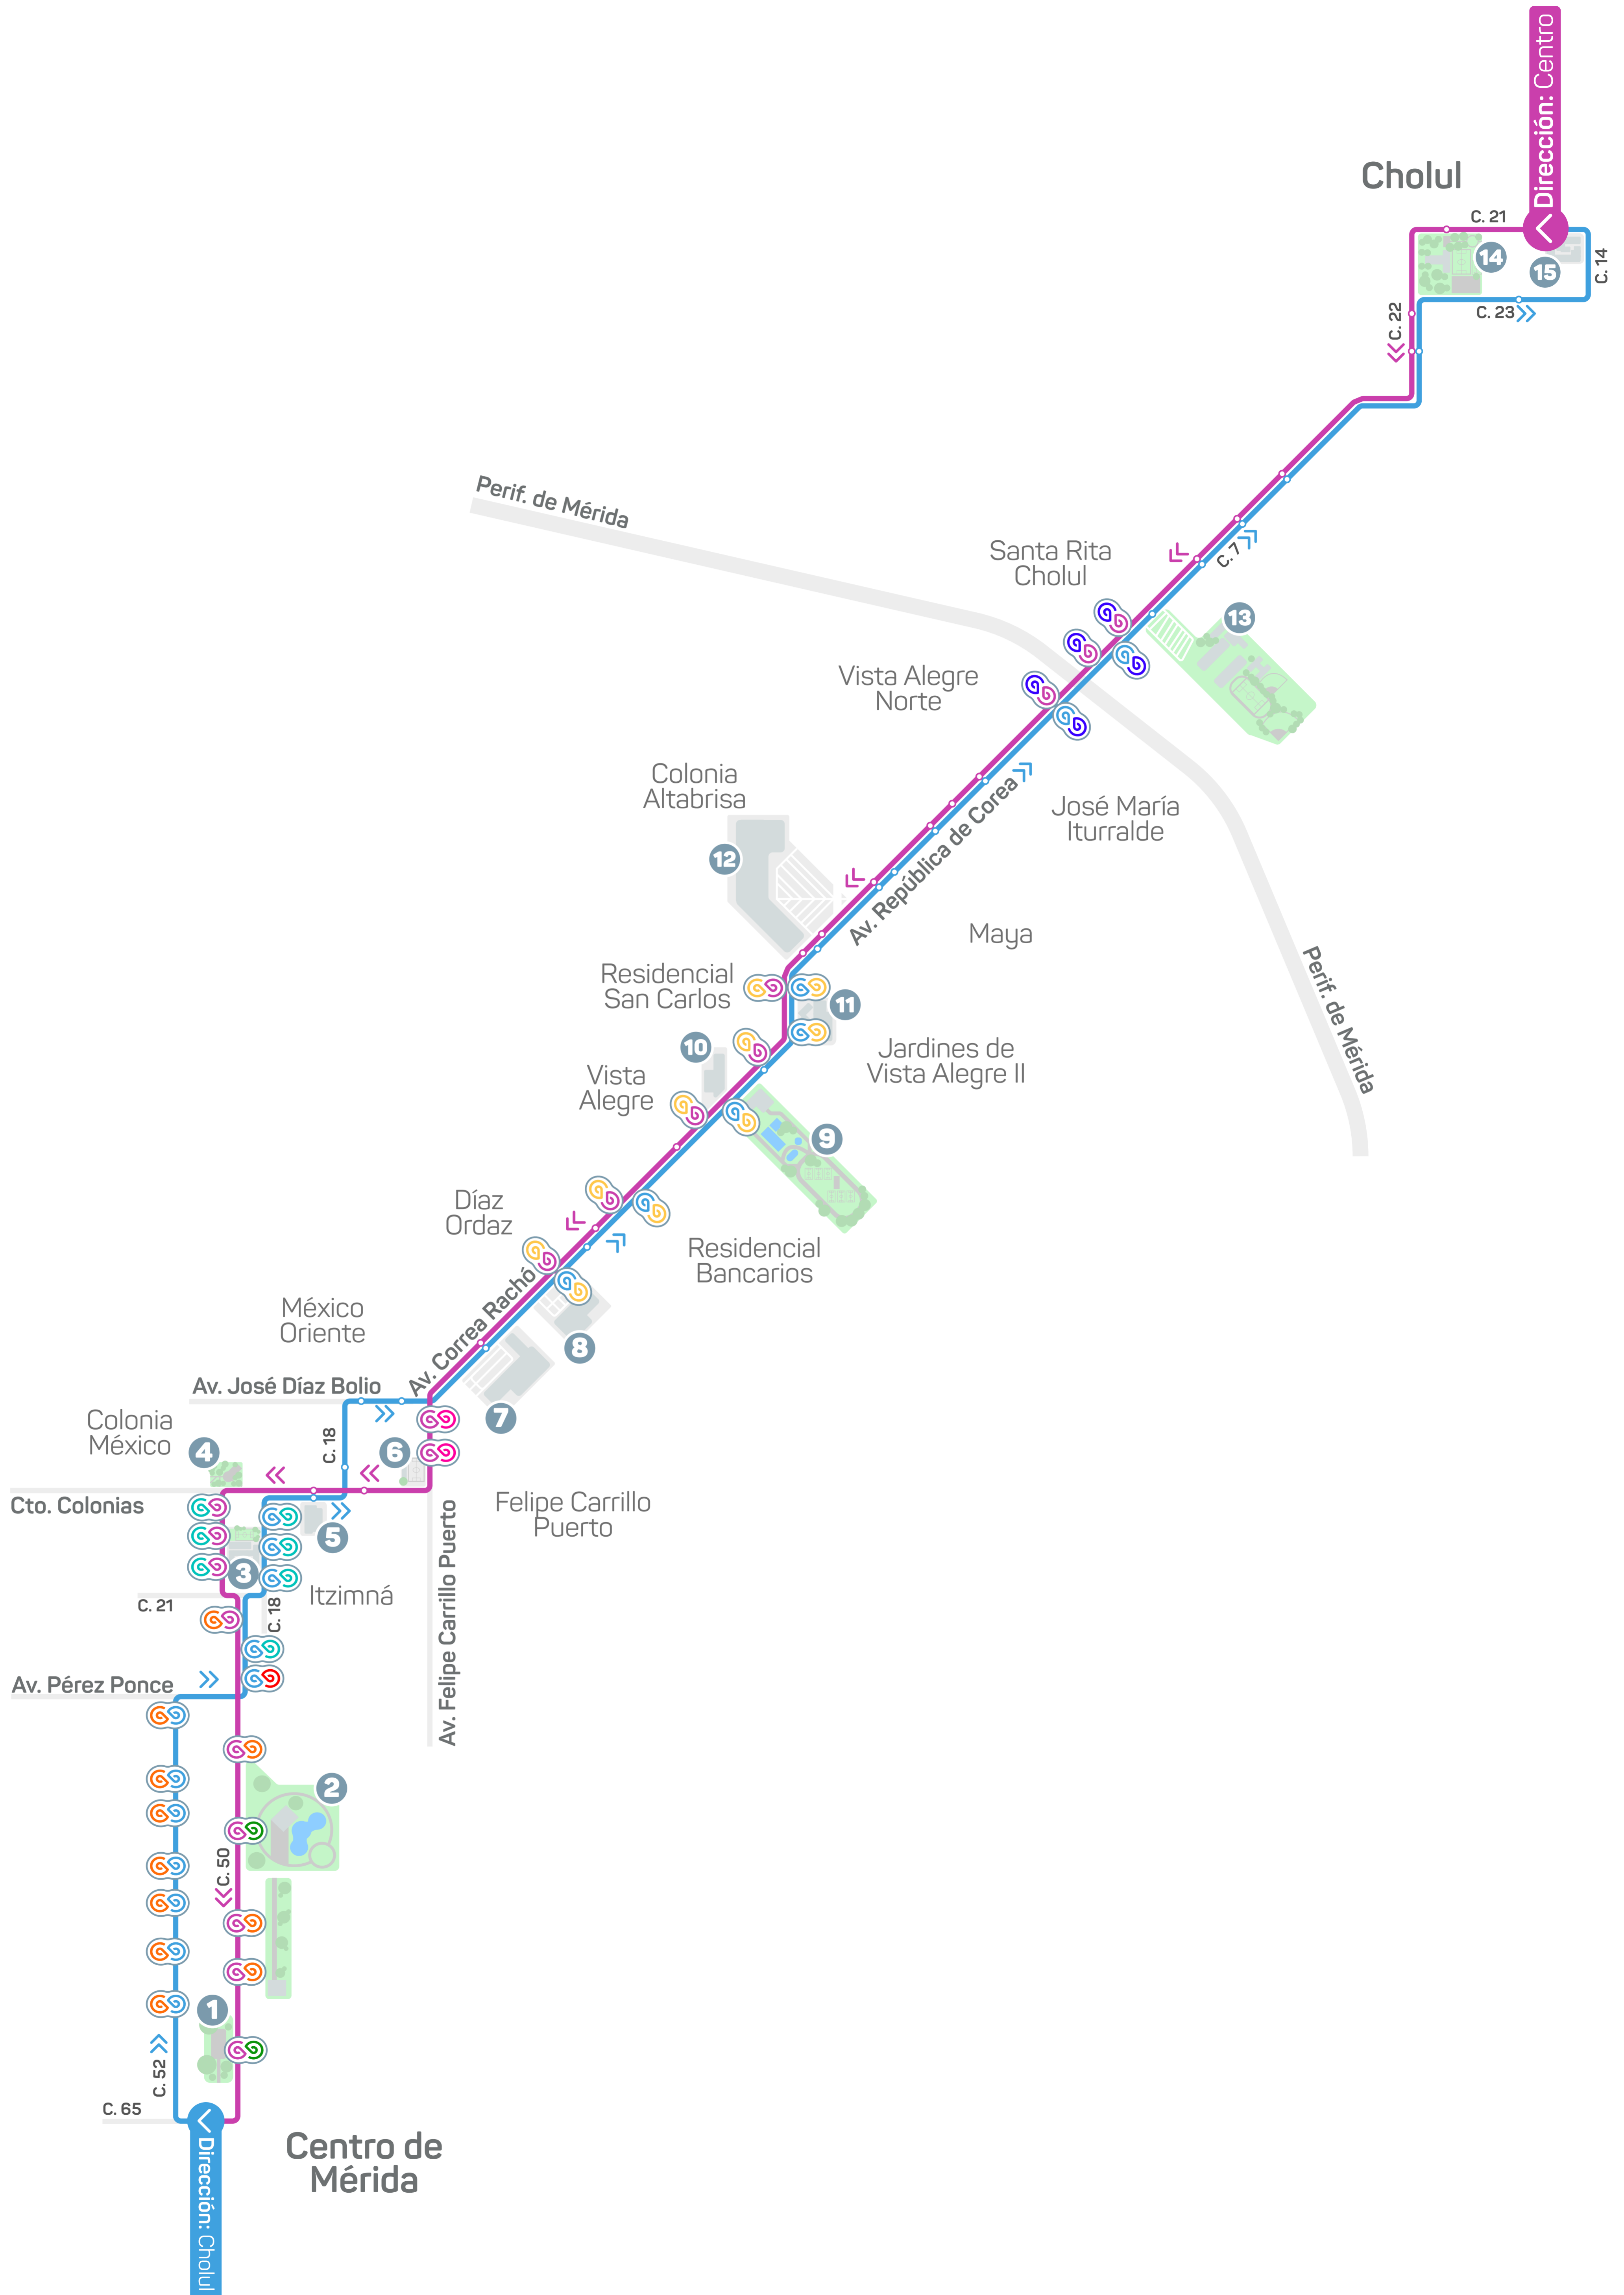 Dirección: Centro
Cholul
C. 21
14
15
C. 14
C. 22
C. 23
Perif. de Mérida
Santa Rita
Cholul
C. 7
13
Vista Alegre
Norte
Colonia
Altabrisa
José María
Iturralde
12
Av. República de Corea
Maya
Perif. de Mérida
Residencial
San Carlos
11
10
Jardines de
Vista Alegre II
Vista
Alegre
9
Díaz
Ordaz
Residencial
Bancarios
México
Oriente
Av. Correa Rachó
8
Av. José Díaz Bolio
7
Colonia
México
C. 18
4
6
Cto. Colonias
Felipe Carrillo
Puerto
5
3
Itzimná
C. 21
C. 18
Av. Felipe Carrillo Puerto
Av. Pérez Ponce
2
C. 50
1
C. 52
C. 65
Centro de
Mérida
Dirección: Cholul